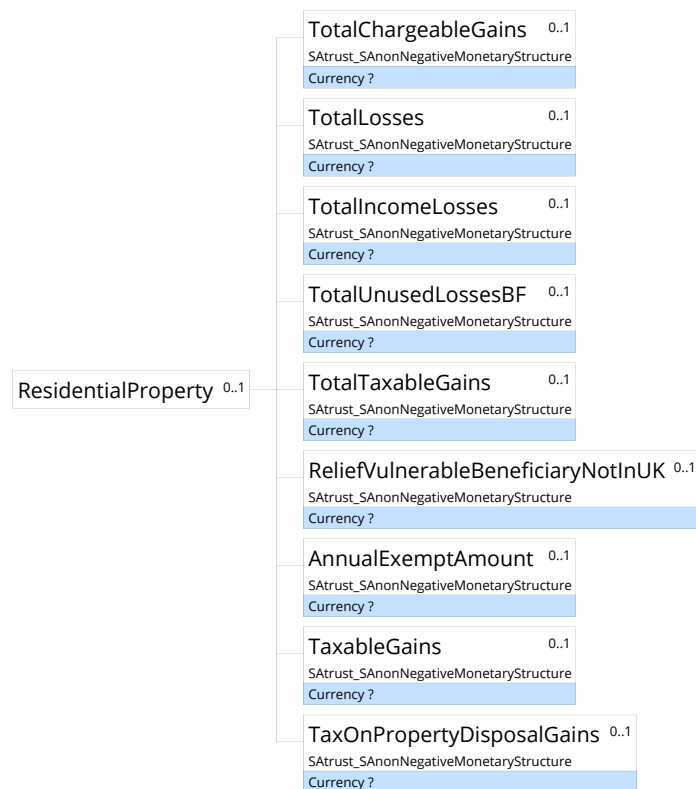 TotalChargeableGains 0..1
SAtrust_SAnonNegativeMonetaryStructure
Currency ?
TotalLosses 0..1
SAtrust_SAnonNegativeMonetaryStructure
Currency ?
TotalIncomeLosses 0..1
SAtrust_SAnonNegativeMonetaryStructure
Currency ?
TotalUnusedLossesBF 0..1
SAtrust_SAnonNegativeMonetaryStructure
Currency ?
ResidentialProperty 0..1
TotalTaxableGains 0..1
SAtrust_SAnonNegativeMonetaryStructure
Currency ?
ReliefVulnerableBeneficiaryNotInUK 0..1
SAtrust_SAnonNegativeMonetaryStructure
Currency ?
AnnualExemptAmount 0..1
SAtrust_SAnonNegativeMonetaryStructure
Currency ?
TaxableGains 0..1
SAtrust_SAnonNegativeMonetaryStructure
Currency ?
TaxOnPropertyDisposalGains 0..1
SAtrust_SAnonNegativeMonetaryStructure
Currency ?